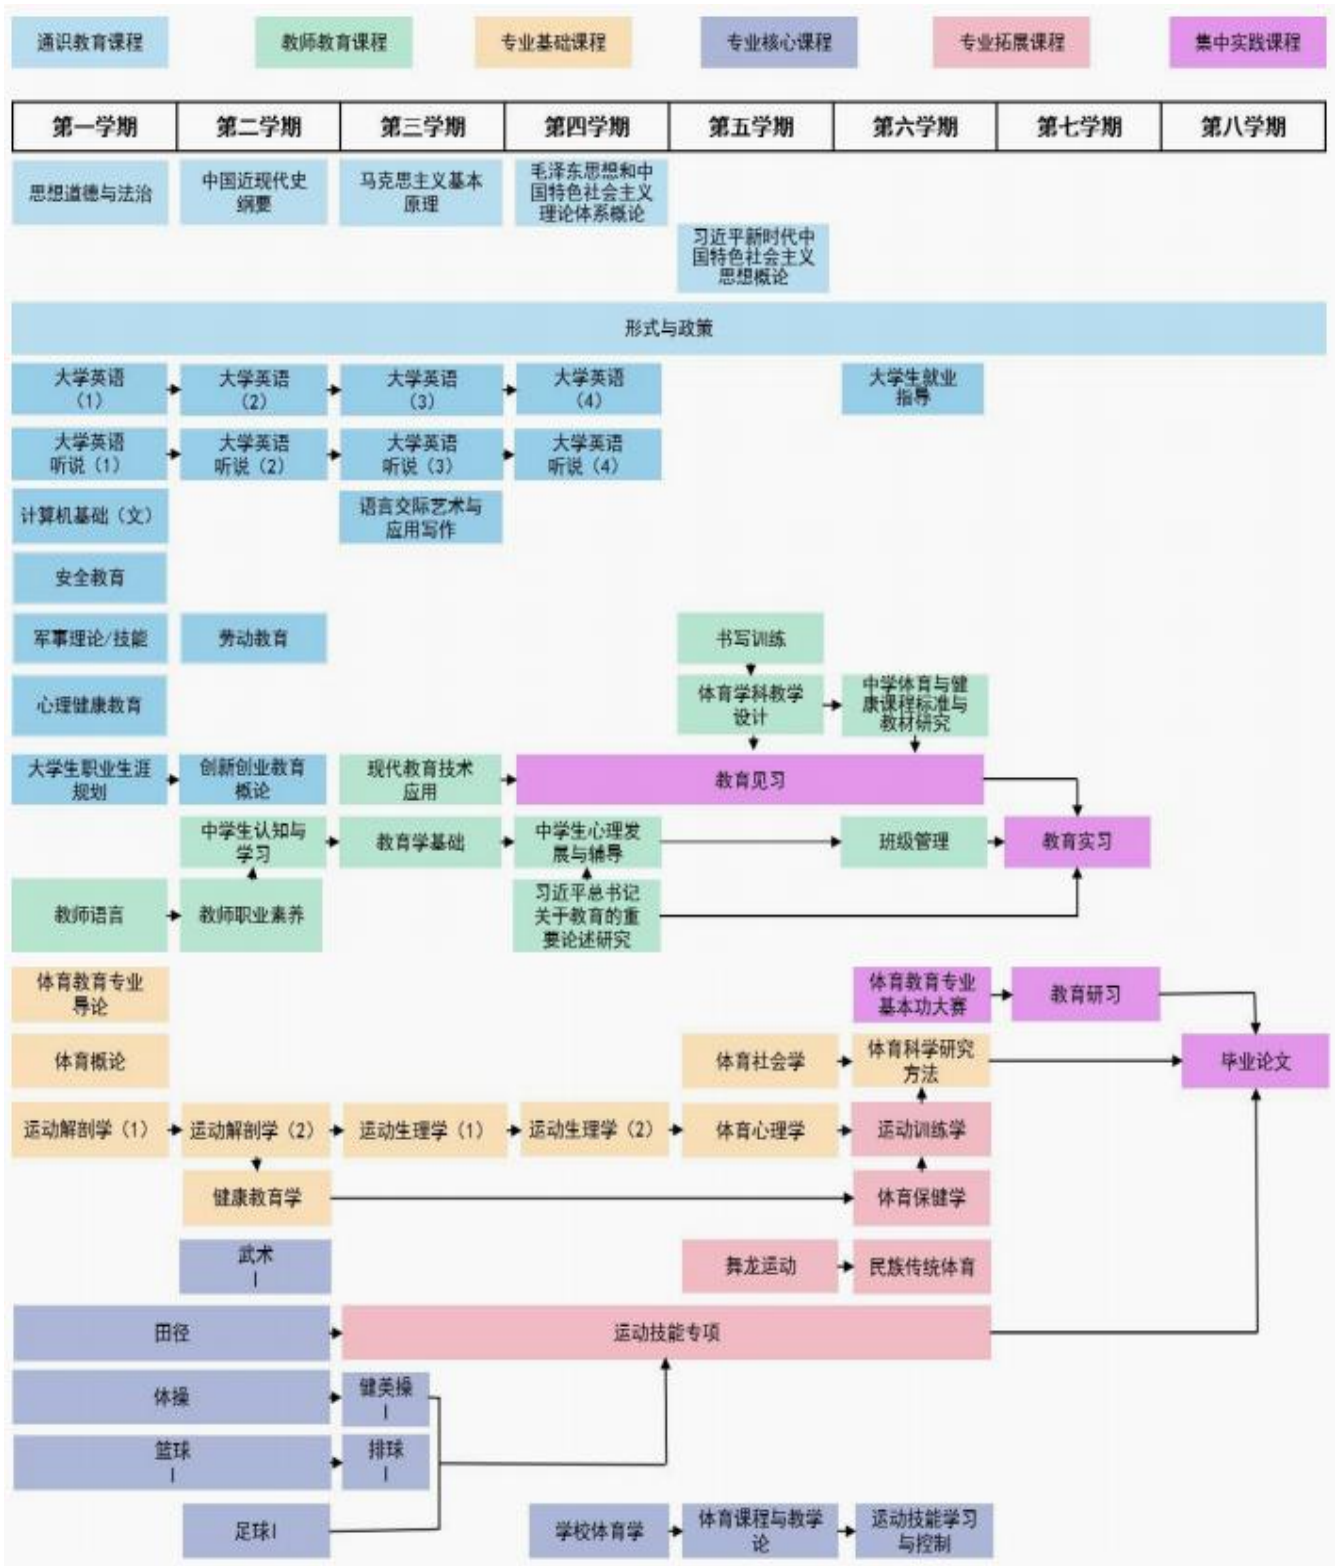 通识教育课程
教师教育课程
专业基础课程
专业核心课程
专业拓展课程
集中实践课程
第一学期
第二学期
第三学期
第四学期
第五学期
第六学期
第七学期
第八学期
思想道德与法治
中国近现代史
纲要
马克思主义基本
原理
毛泽东思想和中
国特色社会主义
理论体系概论
习近平新时代中
国特色社会主义
思想概论
形式与政策
大学英语
（1）
大学英语
（2）
大学英语
（3）
大学英语
（4）
大学生就业
指导
大学英语
听说（1）
大学英语
听说（2）
大学英语
听说（3）
大学英语
听说（4）
计算机基础（文）
语言交际艺术与
应用写作
安全教育
军事理论/技能
劳动教育
书写训练
心理健康教育
体育学科教学
设计
中学体育与健
康课程标准与
教材研究
大学生职业生涯
规划
创新创业教育
概论
现代教育技术
应用
教育见习
中学生认知与
学习
教育学基础
中学生心理发
展与辅导
班级管理
教育实习
教师语言
教师职业素养
习近平总书记
关于教育的重
要论述研究
体育教育专业
导论
体育教育专业
基本功大赛
教育研习
体育概论
体育社会学
体育科学研究
方法
毕业论文
运动解剖学（1）
运动解剖学（2）
运动生理学（1）
运动生理学（2）
体育心理学
运动训练学
健康教育学
体育保健学
武术
I
舞龙运动
民族传统体育
田径
运动技能专项
体操
健美操
I
篮球
I
排球
I
足球I
学校体育学
体育课程与教学
论
运动技能学习
与控制